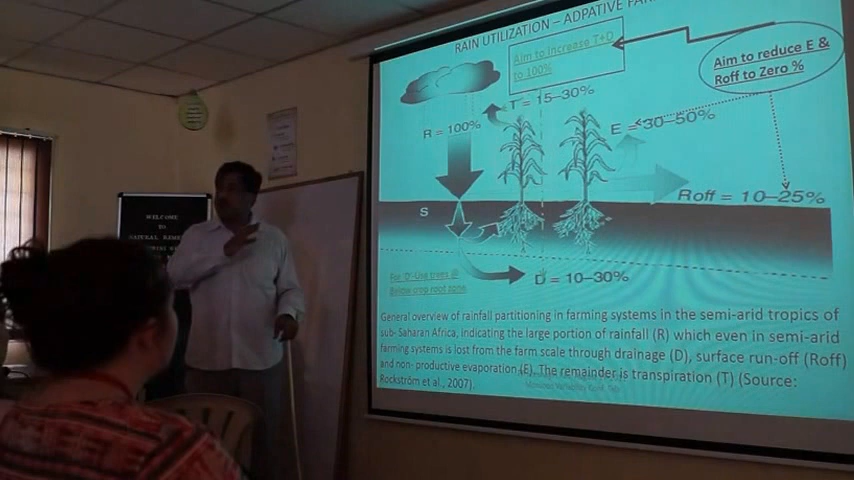 RAIN UTILIZATION – ADPATIVE FAR
Aim to increase T+D
to 100%
Aim to reduce E &
Roff to Zero %
T = 15–30%
R = 100%
E = 30–50%
Roff = 10–25%
S
For 'D' Use trees @
Below crop root zone
D = 10–30%
General overview of rainfall partitioning in farming systems in the semi-arid tropics of
sub- Saharan Africa, indicating the large portion of rainfall (R) which even in semi-arid
farming systems is lost from the farm scale through drainage (D), surface run-off (Roff)
and non- productive evaporation (E). The remainder is transpiration (T) (Source:
Rockström et al., 2007).
WELCOME
TO
NATURAL